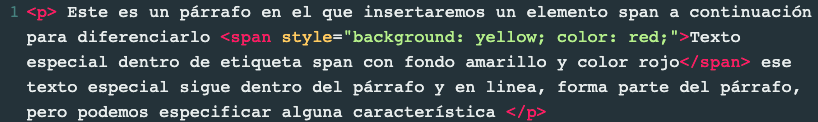 1 <p> Este es un párrafo en el que insertaremos un elemento span a continuación
para diferenciarlo <span style="background: yellow; color: red;">Texto
especial dentro de etiqueta span con fondo amarillo y color rojo</span> ese
texto especial sigue dentro del párrafo y en linea, forma parte del párrafo,
pero podemos especificar alguna característica </p>